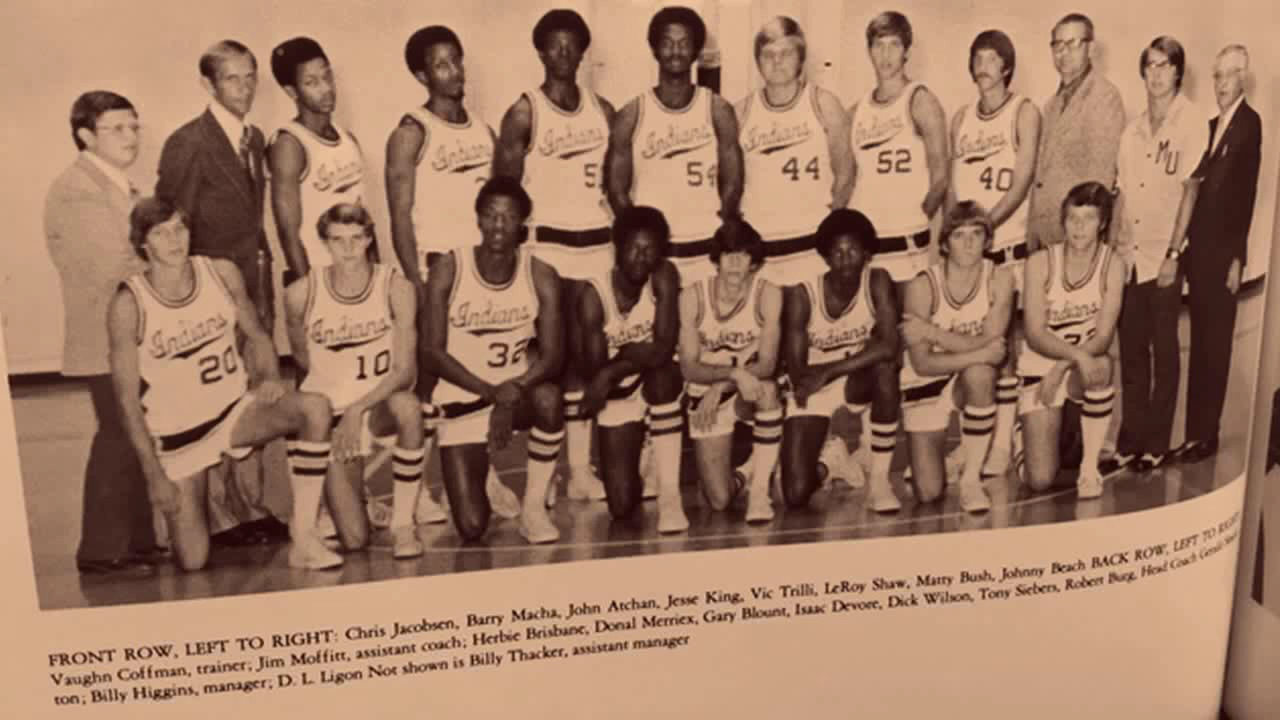 Indians
Indians
Indians 5
Indians 54
Indians 44
Indians 52
Indians 40
MU
Indians 20
Indians 10
Indians 32
Indians
Indians
Indians
Indians
FRONT ROW, LEFT TO RIGHT: Chris Jacobsen, Barry Macha, John Atchan, Jesse King, Vic Trilli, LeRoy Shaw, Matty Bush, Johnny Beach BACK ROW, LEFT TO RIGHT
Vaughn Coffman, trainer; Jim Moffitt, assistant coach; Herbie Brisbane, Donal Merriex, Gary Blount, Isaac Devore, Dick Wilson, Tony Siebers, Robert Burg, Head Coach Gerald
ton; Billy Higgins, manager; D. L. Ligon Not shown is Billy Thacker, assistant manager